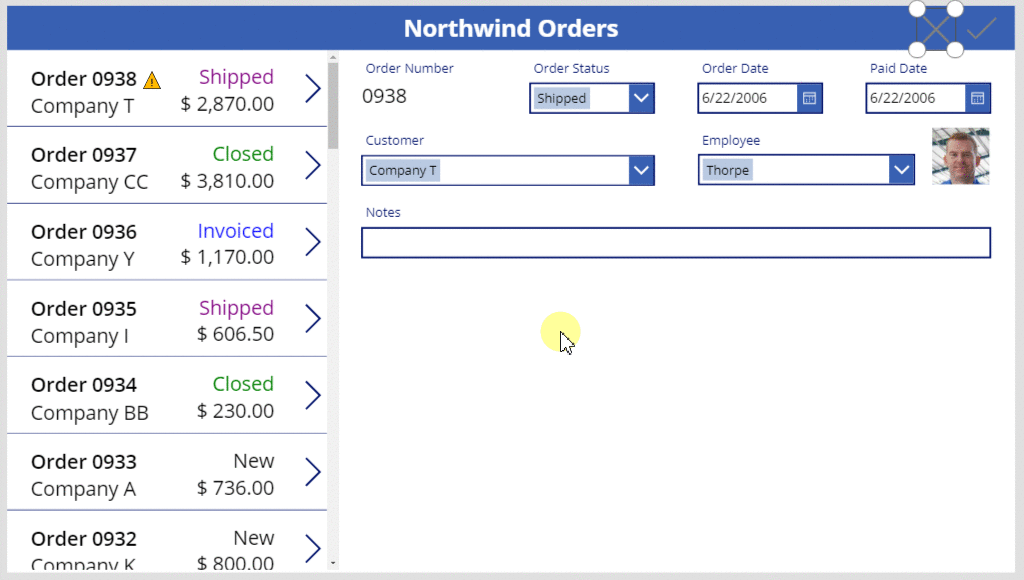 Northwind Orders
Order 0938 Shipped
Company T $ 2,870.00
Order 0937 Closed
Company CC $ 3,810.00
Order 0936 Invoiced
Company Y $ 1,170.00
Order 0935 Shipped
Company I $ 606.50
Order 0934 Closed
Company BB $ 230.00
Order 0933 New
Company A $ 736.00
Order 0932 New
Company K $ 800.00
Order Number Order Status Order Date Paid Date
0938 Shipped 6/22/2006 6/22/2006
Customer Employee
Company T Thorpe
Notes